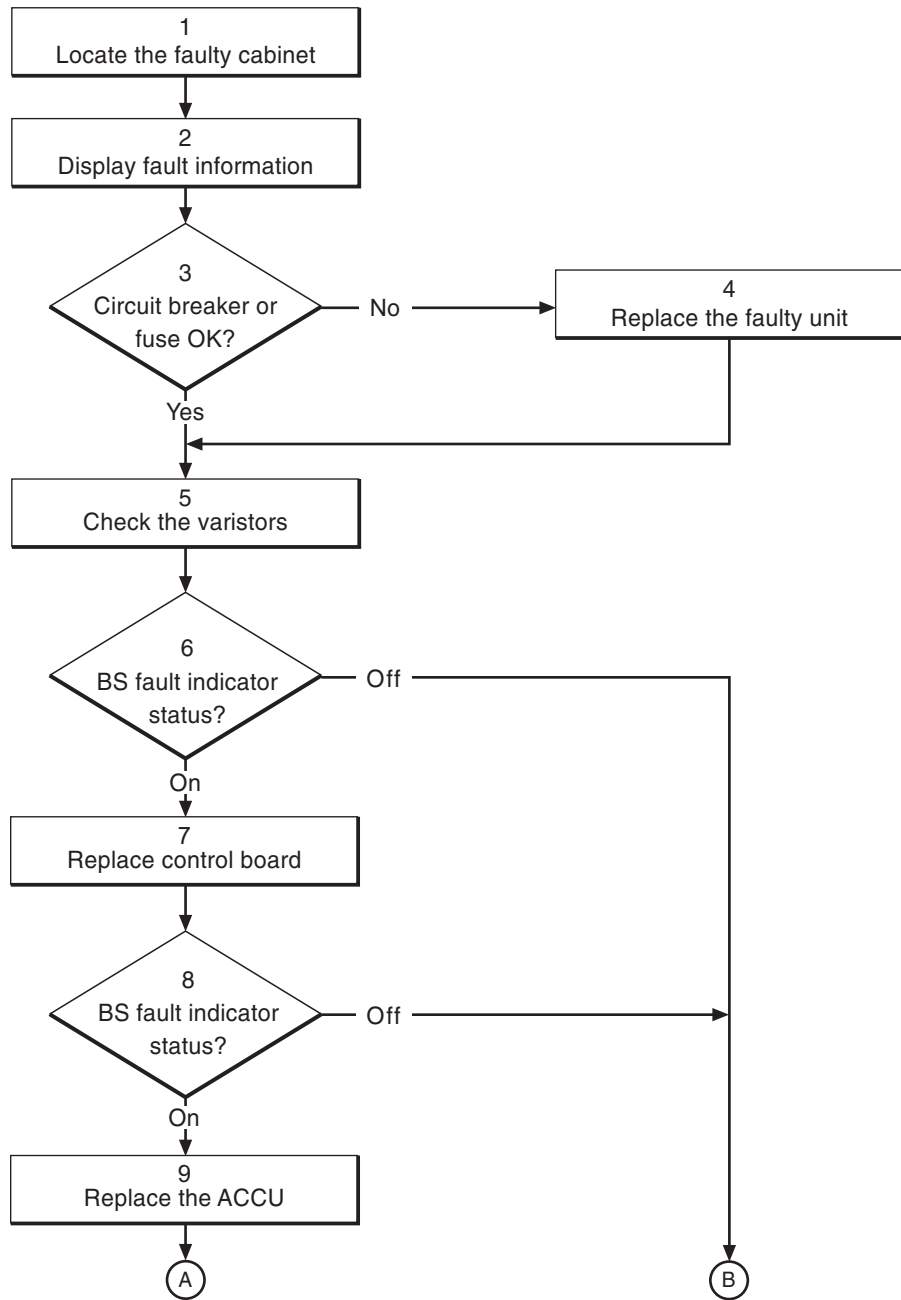 1
Locate the faulty cabinet
2
Display fault information
3
Circuit breaker or
fuse OK?
No
4
Replace the faulty unit
Yes
5
Check the varistors
6
BS fault indicator
status?
Off
On
7
Replace control board
8
BS fault indicator
status?
Off
On
9
Replace the ACCU
A
B